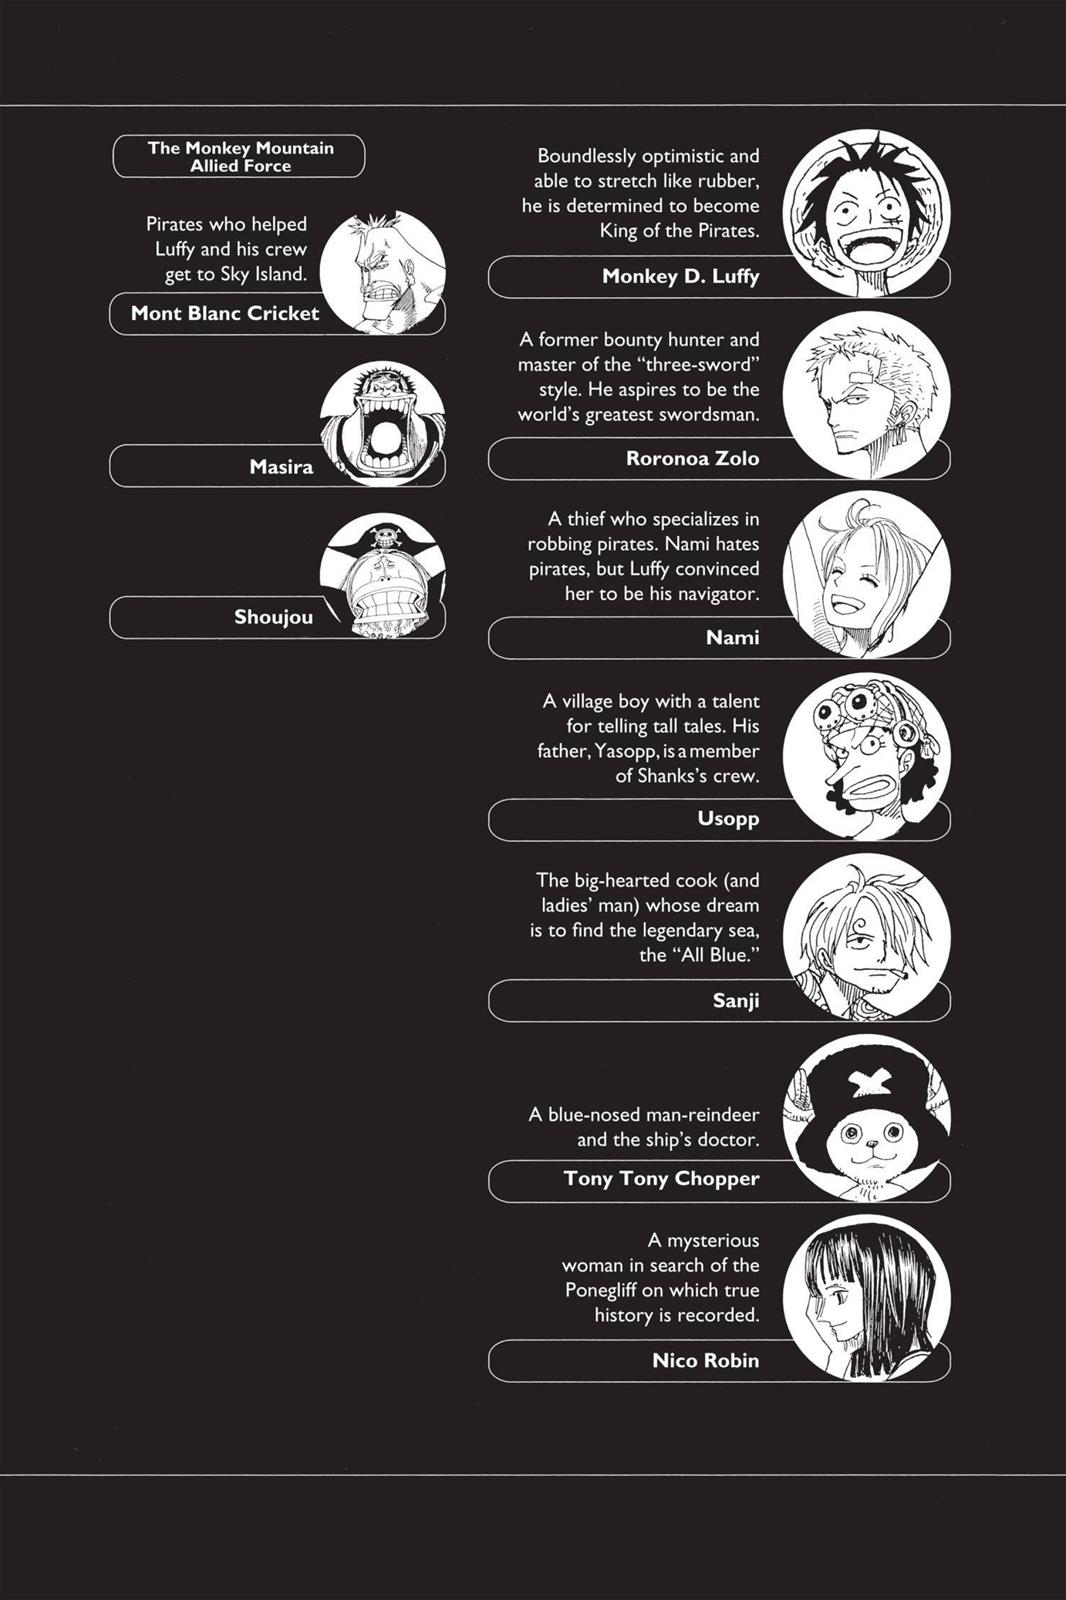 The Monkey Mountain
Allied Force
Pirates who helped
Luffy and his crew
get to Sky Island.
Mont Blanc Cricket
Masira
Shoujou
Boundlessly optimistic and
able to stretch like rubber,
he is determined to become
King of the Pirates.
Monkey D. Luffy
A former bounty hunter and
master of the “three-sword”
style. He aspires to be the
world’s greatest swordsman.
Roronoa Zolo
A thief who specializes in
robbing pirates. Nami hates
pirates, but Luffy convinced
her to be his navigator.
Nami
A village boy with a talent
for telling tall tales. His
father, Yasopp, is a member
of Shanks’s crew.
Usopp
The big-hearted cook (and
ladies’ man) whose dream
is to find the legendary sea,
the “All Blue.”
Sanji
A blue-nosed man-reindeer
and the ship’s doctor.
Tony Tony Chopper
A mysterious
woman in search of the
Ponegliff on which true
history is recorded.
Nico Robin